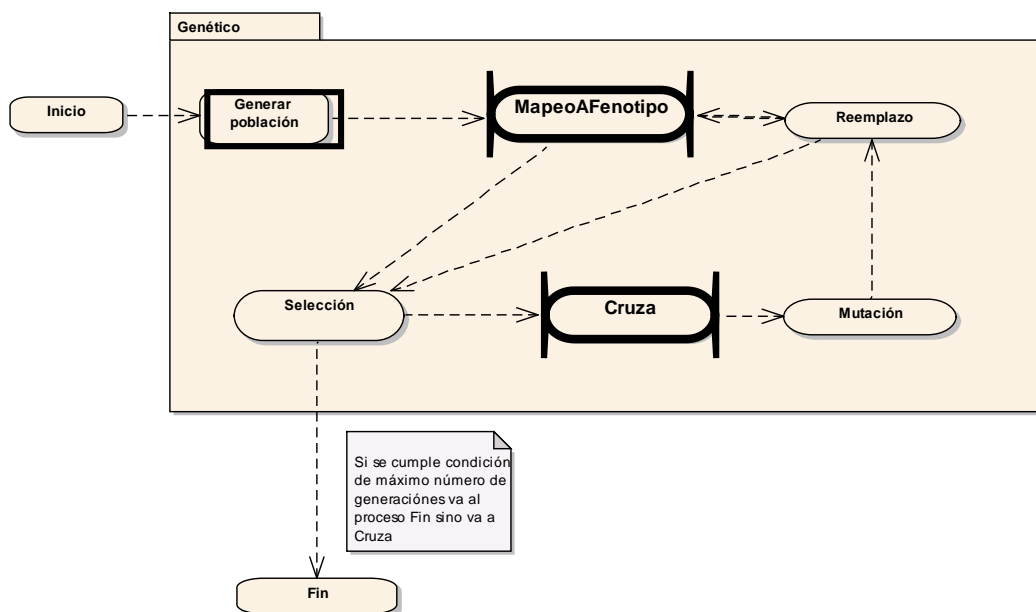 Genético
Inicio
Generar
población
MapeoAFenotipo
Reemplazo
Selección
Cruza
Mutación
Si se cumple condición
de máximo número de
generaciónes va al
proceso Fin sino va a
Cruza
Fin